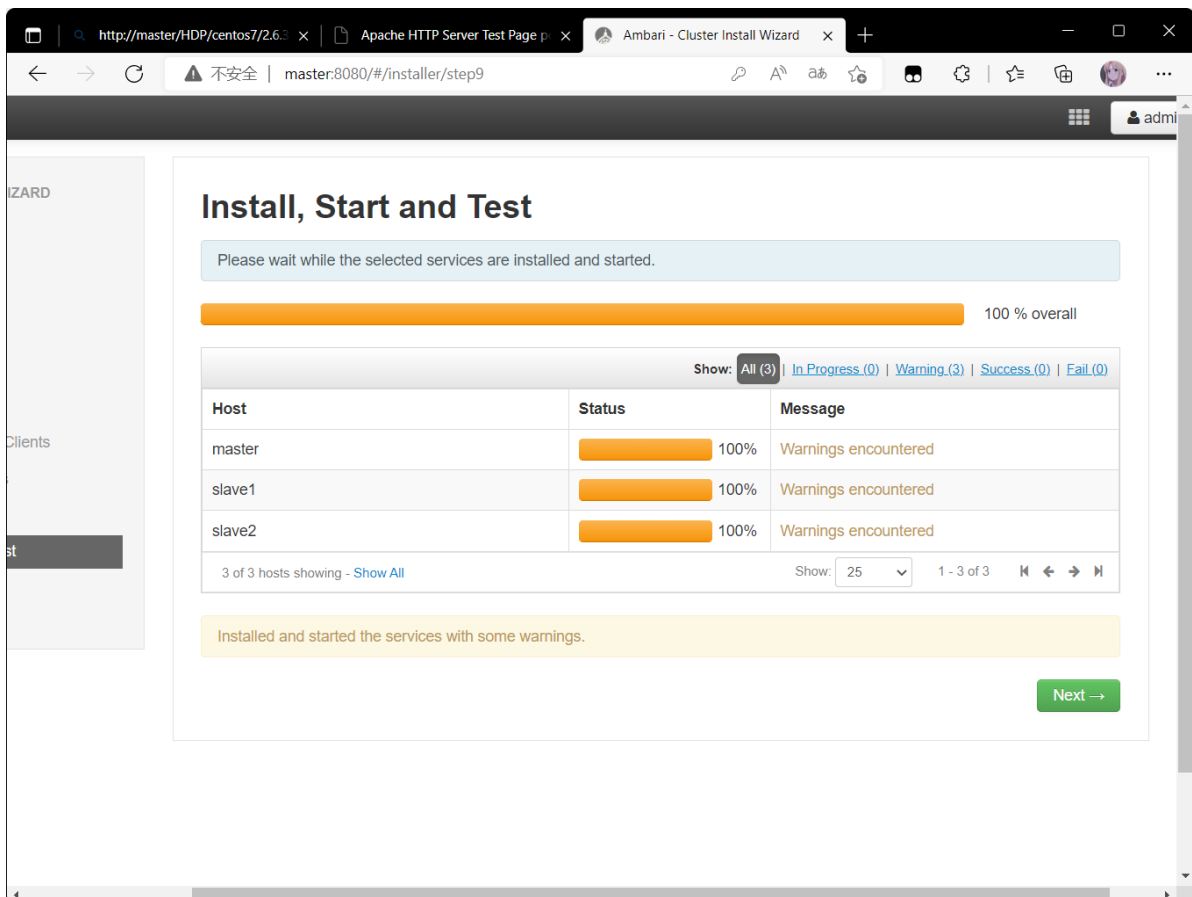 http://master/HDP/centos7/2.6.3
Apache HTTP Server Test Page p
Ambari - Cluster Install Wizard
不安全 | master:8080/#/installer/step9
admi
IZARD
Clients
st
Install, Start and Test
Please wait while the selected services are installed and started.
100 % overall
Show: All (3) | In Progress (0) | Warning (3) | Success (0) | Fail (0)
Host Status Message
master 100% Warnings encountered
slave1 100% Warnings encountered
slave2 100% Warnings encountered
3 of 3 hosts showing - Show All Show: 25 1 - 3 of 3
Installed and started the services with some warnings.
Next →